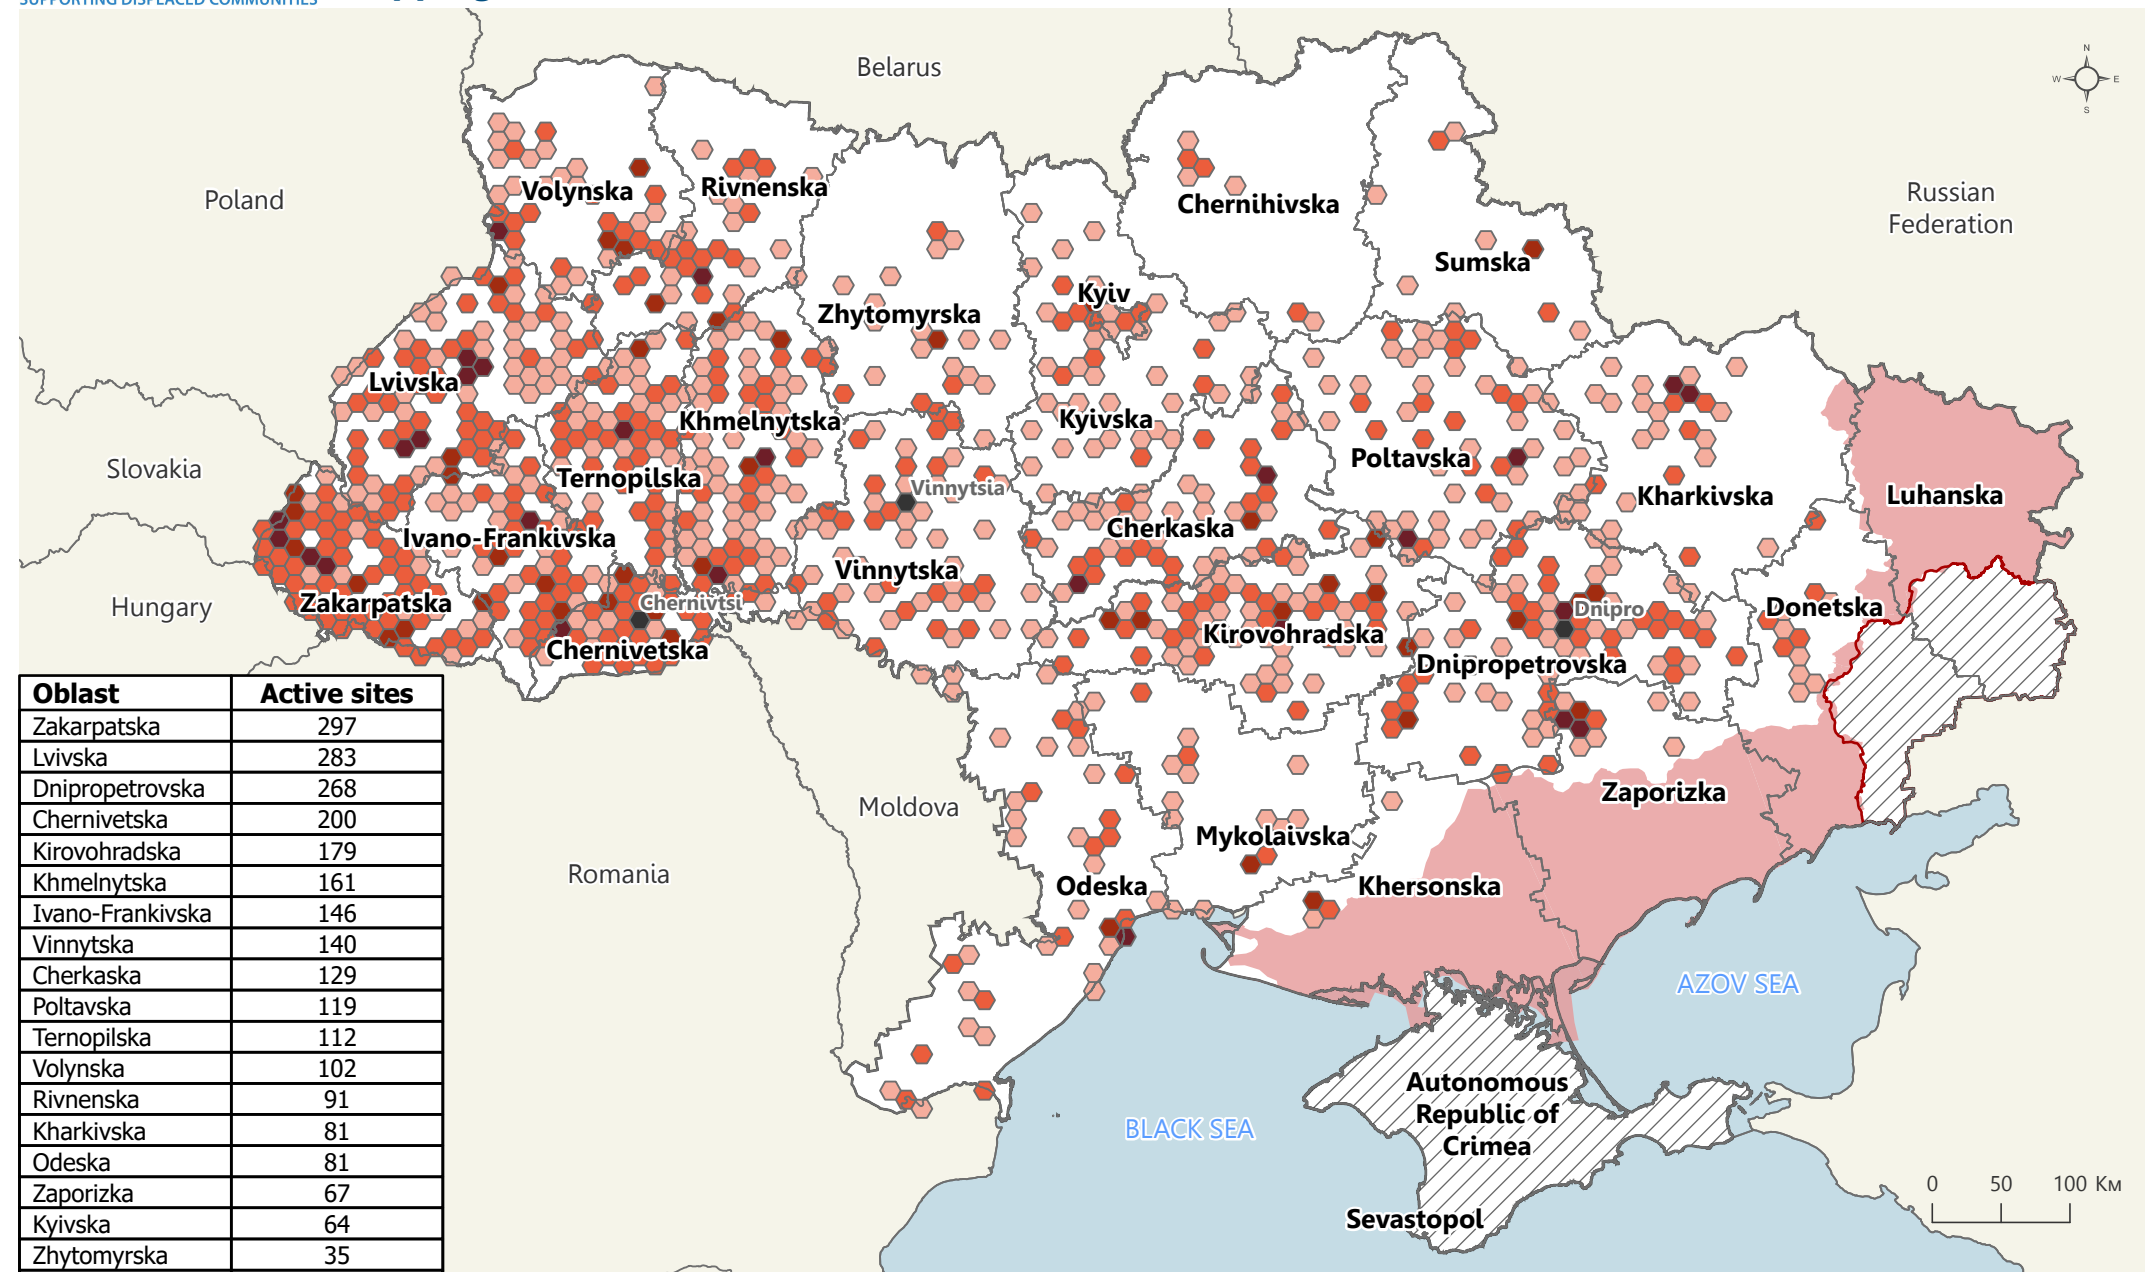 SUPPORTING DISPLACED COMMUNITIES
Belarus
N
W E
S
Poland
Volynska
Rivnenska
Chernihivska
Russian
Federation
Sumska
Kyiv
Zhytomyrska
Lvivska
Khmelnytska
Kyivska
Slovakia
Ternopilska
Vinnytsia
Poltavska
Kharkivska
Luhanska
Ivano-Frankivska
Cherkaska
Vinnytska
Hungary
Zakarpatska
Chernivtsi
Dnipro
Donetska
Kirovohradska
Chernivetska
Dnipropetrovska
Oblast Active sites
Zakarpatska 297
Lvivska 283
Dnipropetrovska 268
Chernivetska 200
Kirovohradska 179
Khmelnytska 161
Ivano-Frankivska 146
Vinnytska 140
Cherkaska 129
Poltavska 119
Ternopilska 112
Volynska 102
Rivnenska 91
Kharkivska 81
Odeska 81
Zaporizka 67
Kyivska 64
Zhytomyrska 35
Moldova
Zaporizka
Mykolaivska
Romania
Odeska
Khersonska
AZOV SEA
Autonomous
Republic of
Crimea
BLACK SEA
Sevastopol
0 50 100 Км